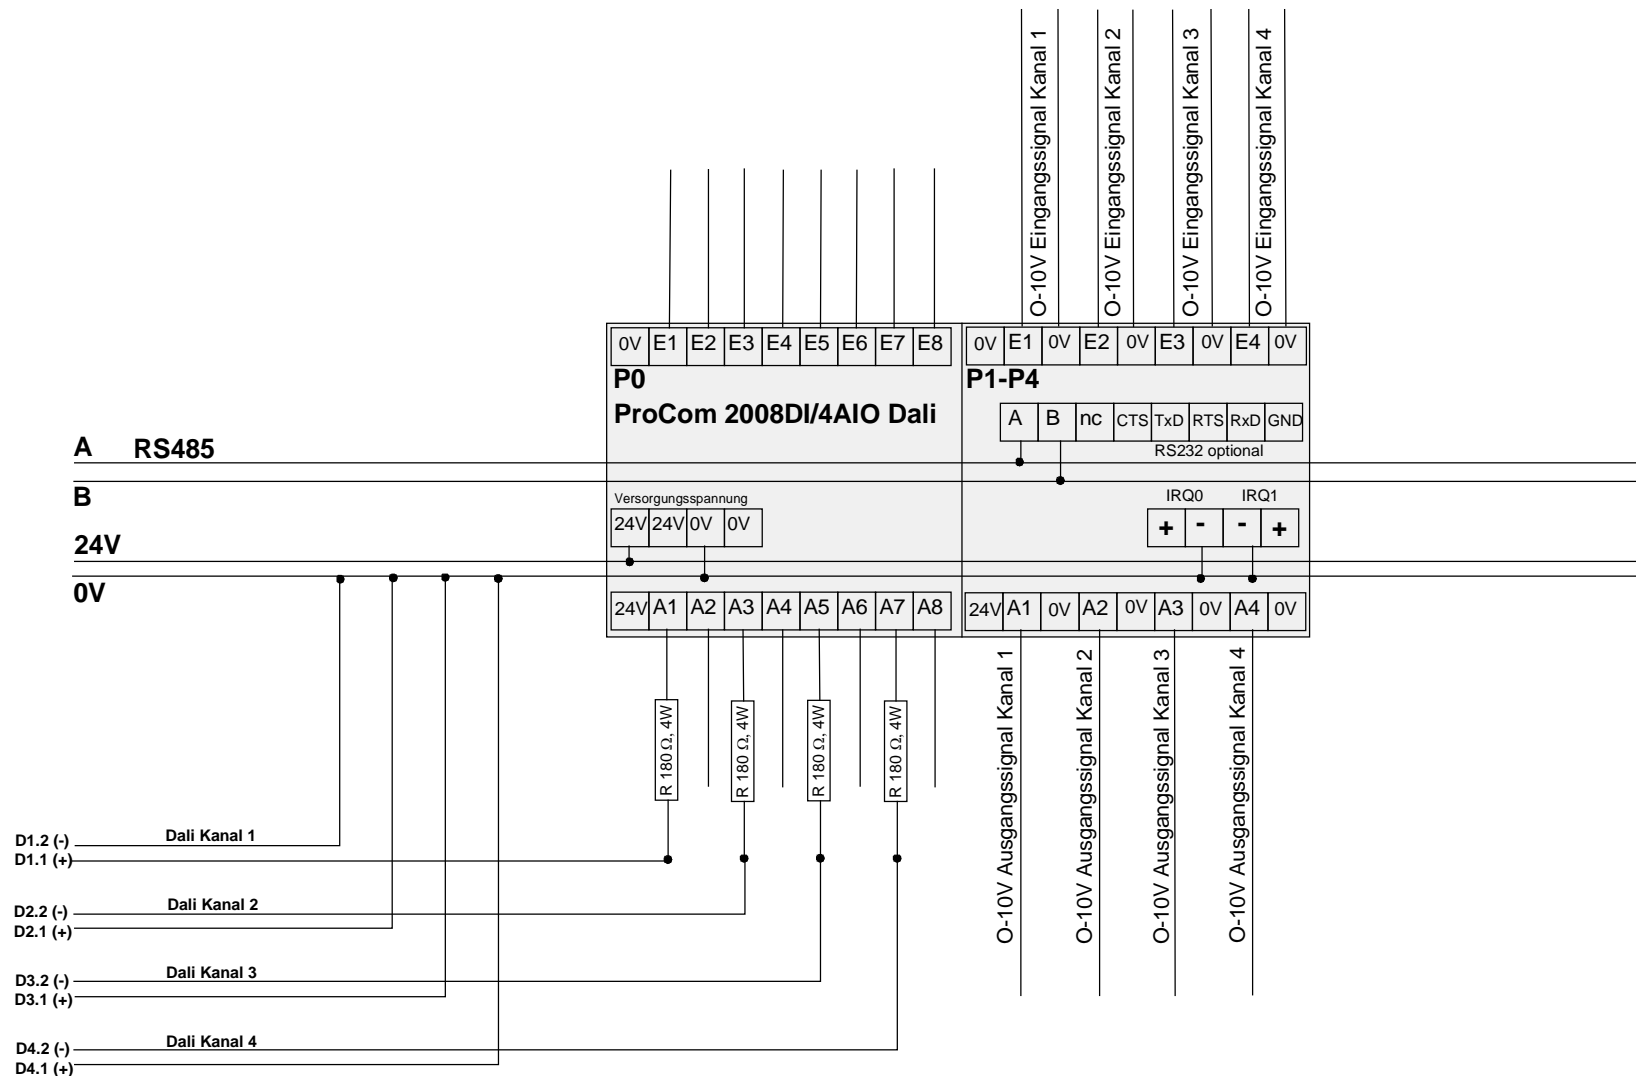 O-10V Eingangssignal Kanal 1
O-10V Eingangssignal Kanal 2
O-10V Eingangssignal Kanal 3
O-10V Eingangssignal Kanal 4
0V E1 E2 E3 E4 E5 E6 E7 E8
0V E1 0V E2 0V E3 0V E4 0V
P0
P1-P4
ProCom 2008DI/4AIO Dali
A B nc CTS TxD RTS RxD GND
RS232 optional
A RS485
B
Versorgungsspannung
IRQ0 IRQ1
24V 24V 0V 0V
+ - - +
24V
0V
24V A1 A2 A3 A4 A5 A6 A7 A8
24V A1 0V A2 0V A3 0V A4 0V
R 180 Ω, 4W
R 180 Ω, 4W
R 180 Ω, 4W
R 180 Ω, 4W
O-10V Ausgangssignal Kanal 1
O-10V Ausgangssignal Kanal 2
O-10V Ausgangssignal Kanal 3
O-10V Ausgangssignal Kanal 4
D1.2 (-) Dali Kanal 1
D1.1 (+)
D2.2 (-) Dali Kanal 2
D2.1 (+)
D3.2 (-) Dali Kanal 3
D3.1 (+)
D4.2 (-) Dali Kanal 4
D4.1 (+)